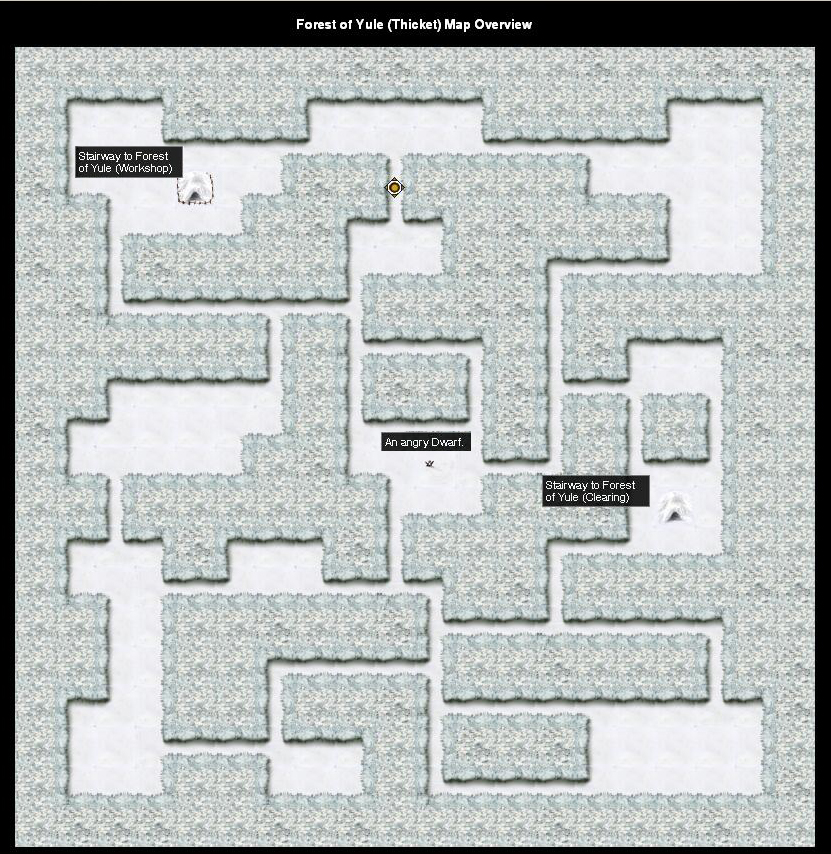 Forest of Yule (Thicket) Map Overview
Stairway to Forest
of Yule (Workshop)
An angry Dwarf.
Stairway to Forest
of Yule (Clearing)